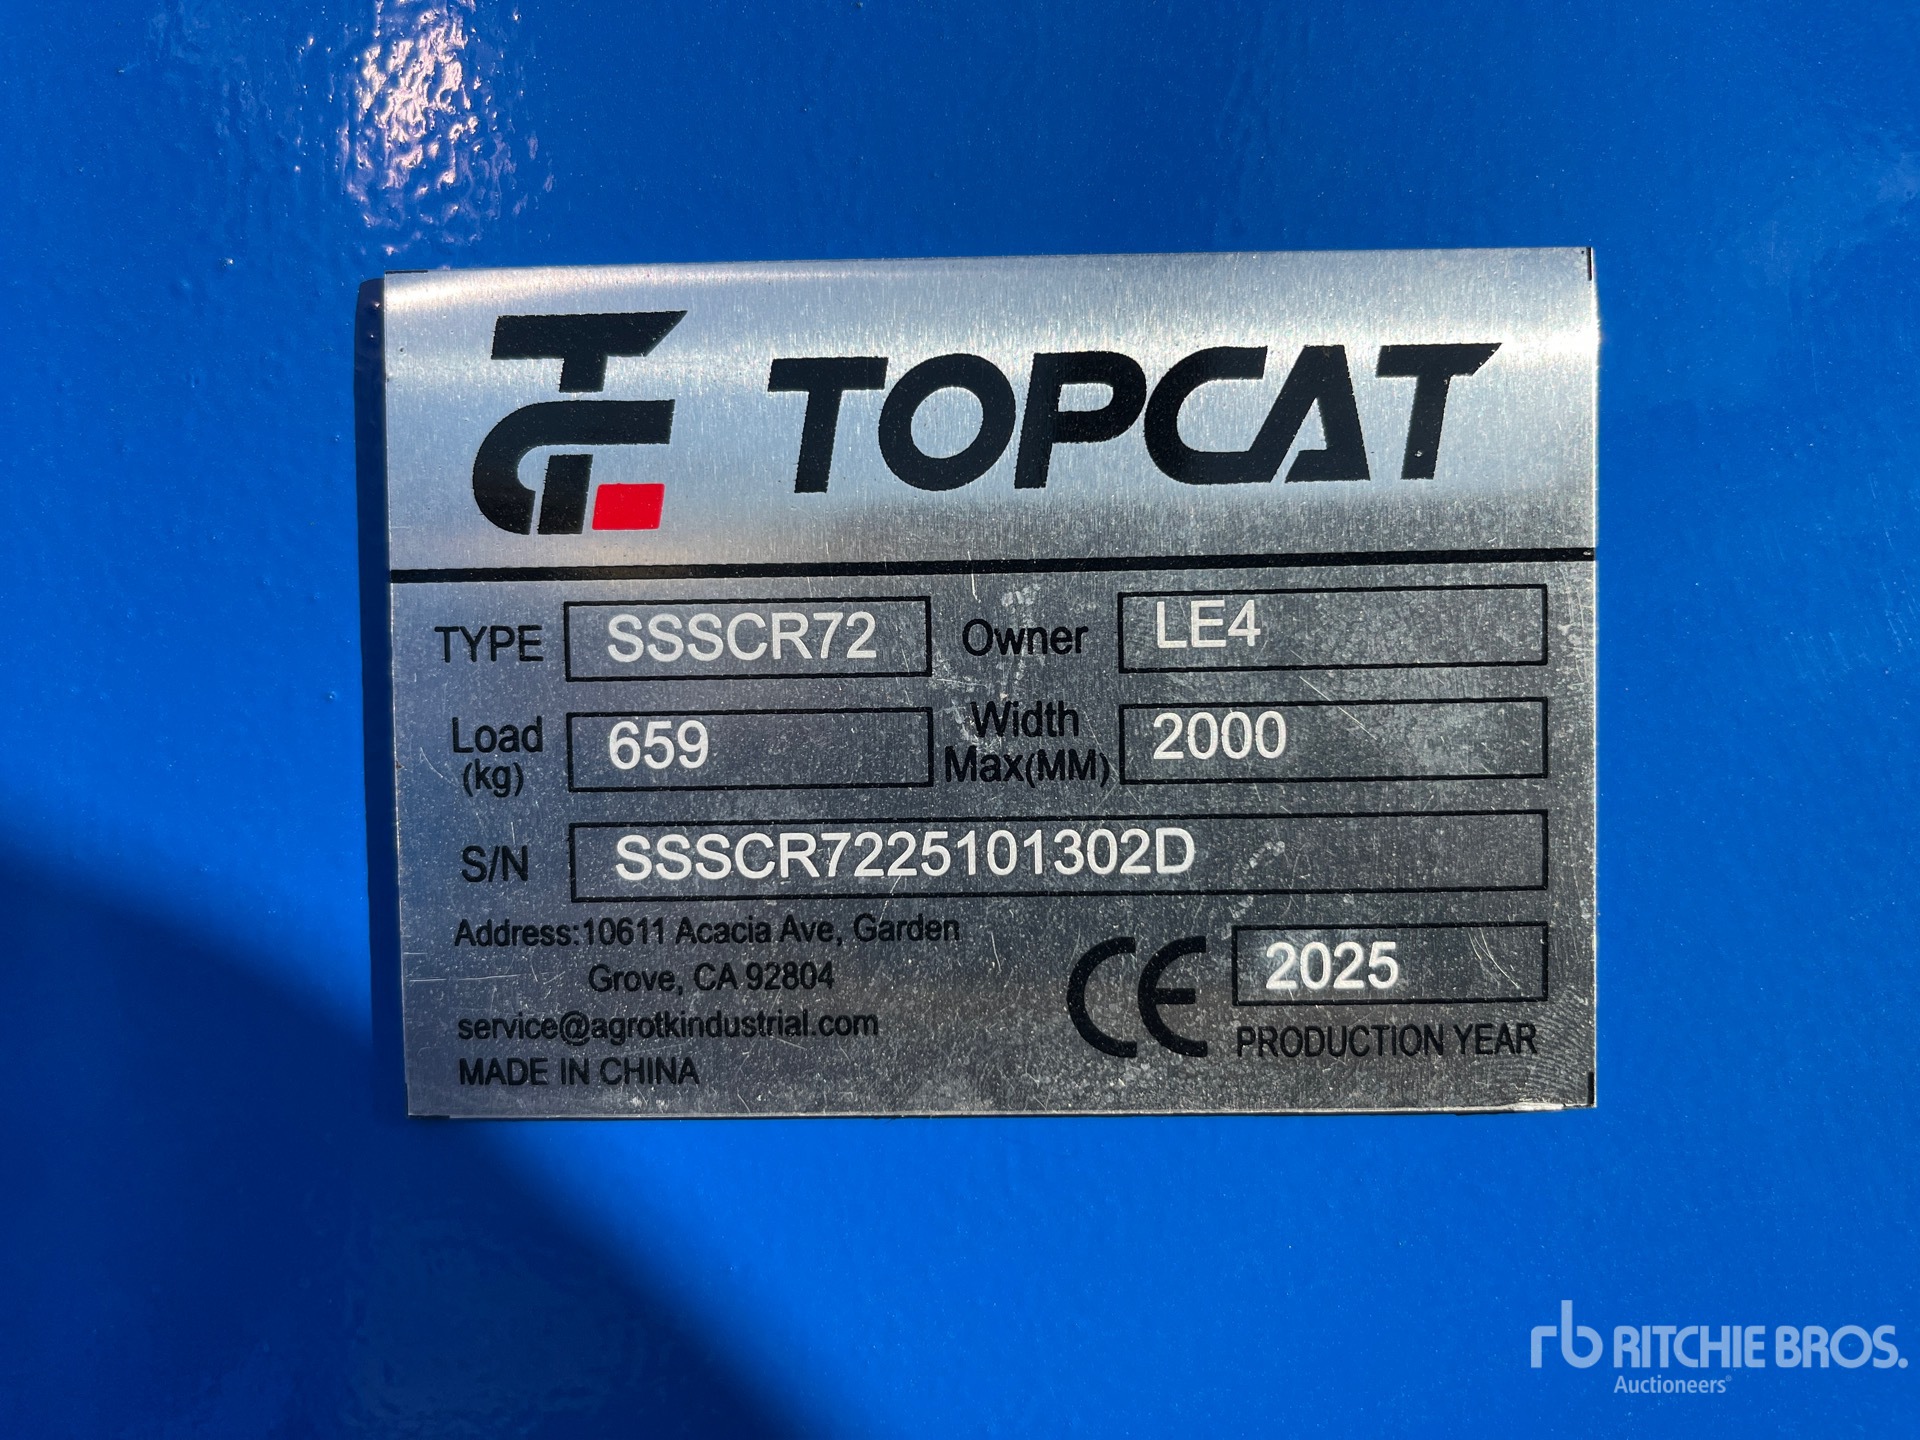 TOPCAT
TYPE SSSCR72 Owner LE4
Load (kg) 659 Width Max(MM) 2000
S/N SSSCR7225101302D
Address:10611 Acacia Ave, Garden
Grove, CA 92804
service@agrotkindustrial.com
MADE IN CHINA
CE 2025
PRODUCTION YEAR
rb RITCHIE BROS.
Auctioneers